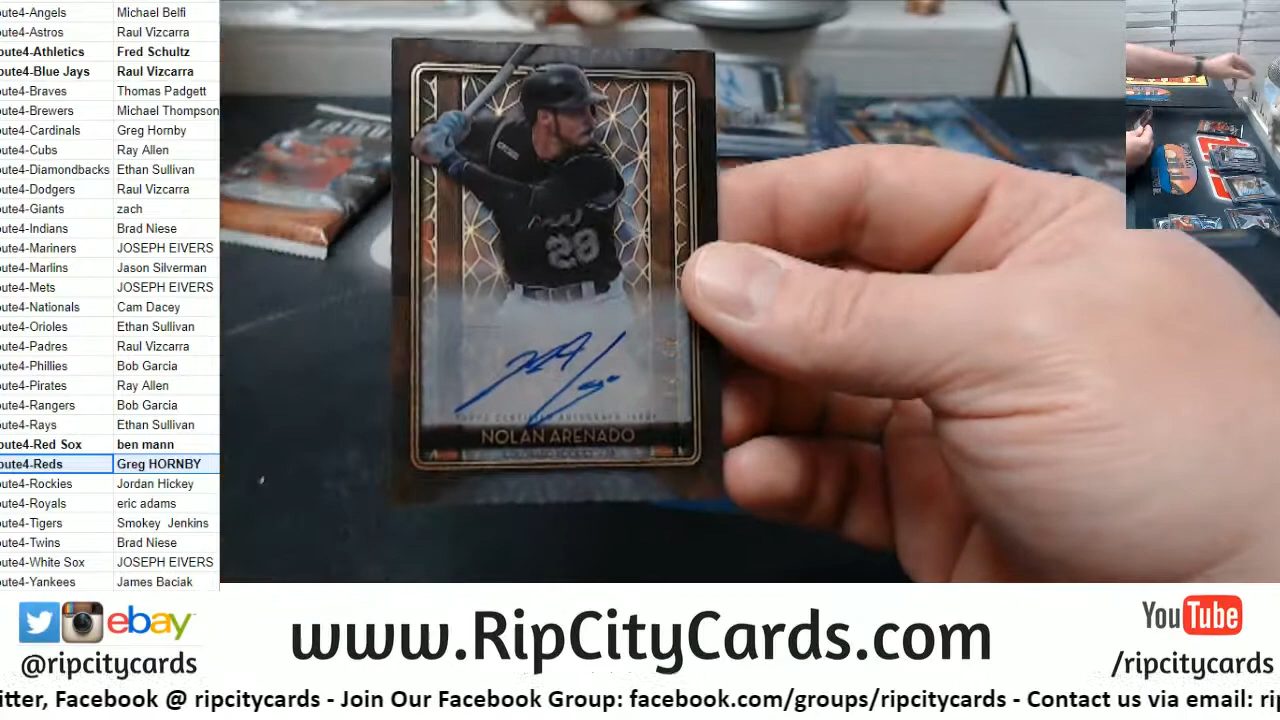 oute4-Angels Michael Belfi
oute4-Astros Raul Vizcarra
oute4-Athletics Fred Schultz
oute4-Blue Jays Raul Vizcarra
oute4-Braves Thomas Padgett
oute4-Brewers Michael Thompson
oute4-Cardinals Greg Hornby
oute4-Cubs Ray Allen
oute4-Diamondbacks Ethan Sullivan
oute4-Dodgers Raul Vizcarra
oute4-Giants zach
oute4-Indians Brad Niese
oute4-Mariners JOSEPH EIVERS
oute4-Marlins Jason Silverman
oute4-Mets JOSEPH EIVERS
oute4-Nationals Cam Dacey
oute4-Orioles Ethan Sullivan
oute4-Padres Raul Vizcarra
oute4-Phillies Bob Garcia
oute4-Pirates Ray Allen
oute4-Rangers Bob Garcia
oute4-Rays Ethan Sullivan
oute4-Red Sox ben mann
oute4-Reds Greg HORNBY
oute4-Rockies Jordan Hickey
oute4-Royals eric adams
oute4-Tigers Smokey Jenkins
oute4-Twins Brad Niese
oute4-White Sox JOSEPH EIVERS
oute4-Yankees James Baciak
28
TOPPS CERTIFIED AUTOGRAPH ISSUE
NOLAN ARENADO
ebay
@ripcitycards
www.RipCityCards.com
YouTube
/ripcitycards
itter, Facebook @ ripcitycards - Join Our Facebook Group: facebook.com/groups/ripcitycards - Contact us via email: rip